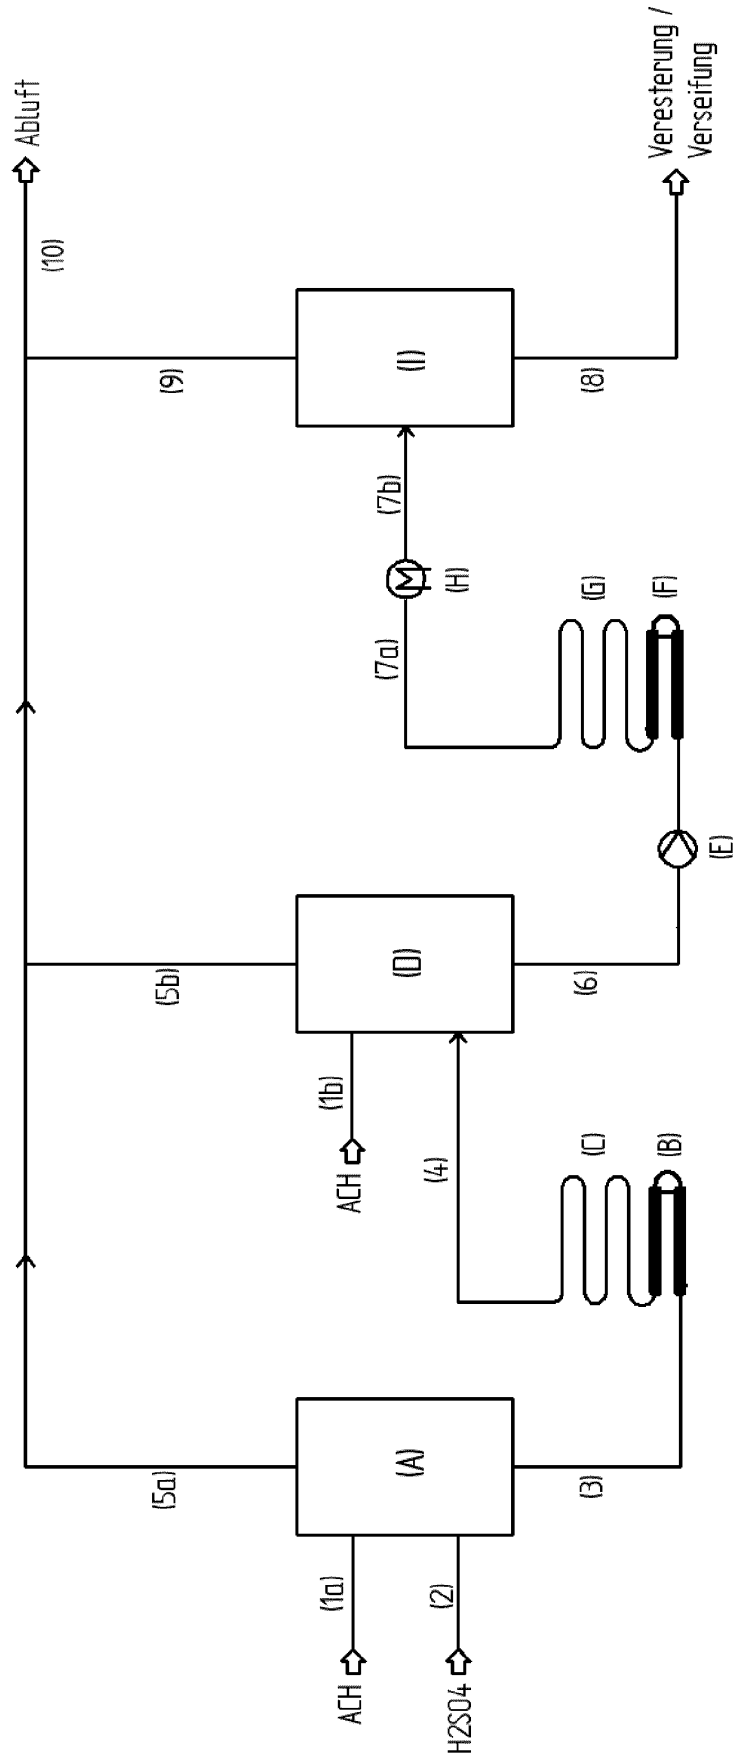 Abluft
(10)
(5a)
(5b)
(9)
ACH
(1a)
H2SO4
(2)
(A)
(3)
ACH
(1b)
(4)
(D)
(6)
(C)
(B)
(E)
(7a)
(H)
(7b)
(G)
(F)
(I)
(8)
Veresterung /
Verseifung